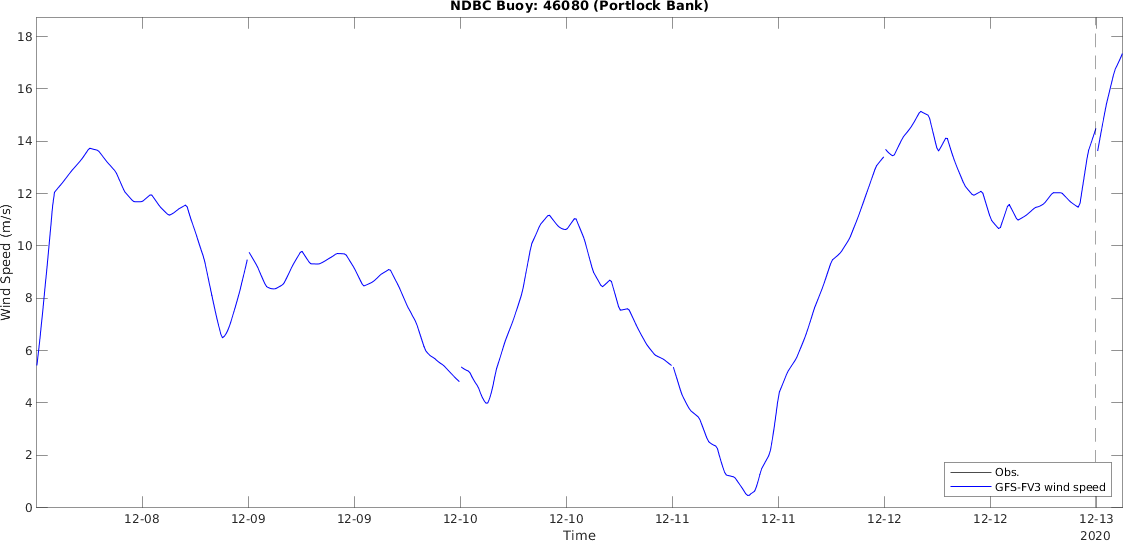 NDBC Buoy: 46080 (Portlock Bank)
18
16
14
12
10
8
6
4
2
0
Wind Speed (m/s)
Obs.
GFS-FV3 wind speed
12-08 12-09 12-09 12-10 12-10 12-11 12-11 12-12 12-12 12-13
Time 2020